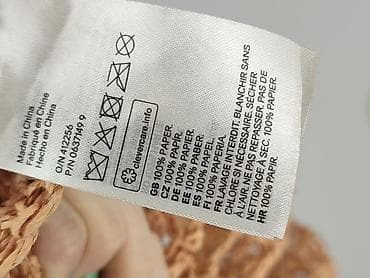 Made in China
Fabriqué en Chine
Hecho en China
O/N 412256
P/N 0637149 9
clevercare.info
GB 100% PAPER.
CZ 100% PAPÍR.
DE 100% PAPIER.
EE 100% PABER.
ES 100% PAPEL.
FI 100% PAPERIA.
FR LAVAGE INTERDIT. BLANCHIR SANS
CHLORE SI NÉCESSAIRE. SÉCHER
À L'AIR. NE PAS REPASSER. PAS DE
NETTOYAGE À SEC. 100% PAPIER.
HR 100% PAPIR.